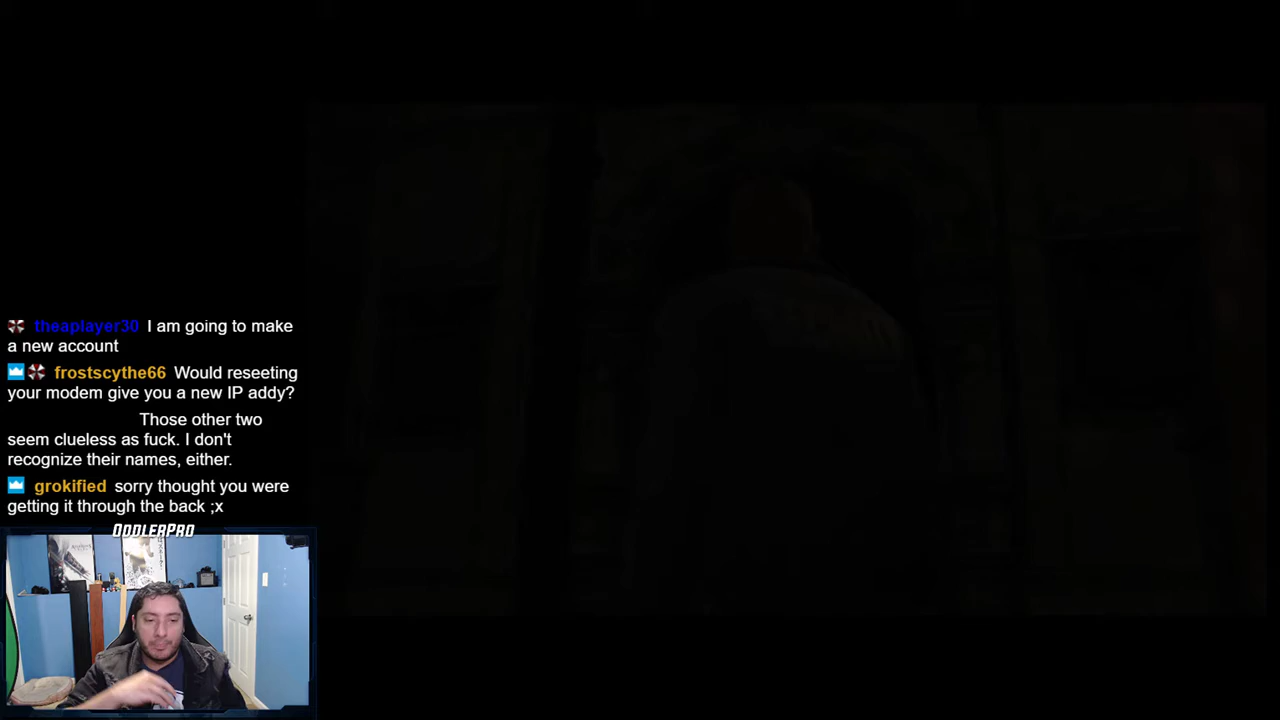 theaplayer30 I am going to make
a new account
frostscythe66 Would reseeting
your modem give you a new IP addy?
Those other two
seem clueless as fuck. I don't
recognize their names, either.
grokified sorry thought you were
getting it through the back ;x
ODDLERPRO